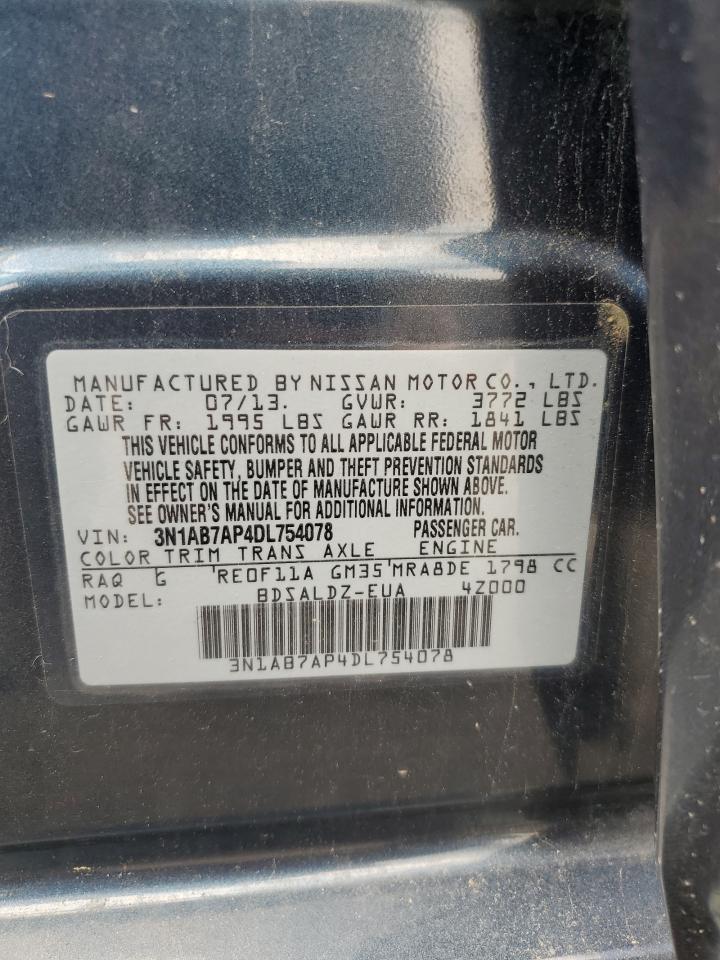 MANUFACTURED BY NISSAN MOTOR CO., LTD.
DATE: 07/13. GVWR: 3772 LBS
GAWR FR: 1995 LBS GAWR RR: 1841 LBS
THIS VEHICLE CONFORMS TO ALL APPLICABLE FEDERAL MOTOR
VEHICLE SAFETY, BUMPER AND THEFT PREVENTION STANDARDS
IN EFFECT ON THE DATE OF MANUFACTURE SHOWN ABOVE.
SEE OWNER'S MANUAL FOR ADDITIONAL INFORMATION.
VIN: 3N1AB7AP4DL754078 PASSENGER CAR.
COLOR TRIM TRANS AXLE ENGINE
RAQ G RE0F11A GM35 MRA8DE 1798 CC
MODEL: BDSALDZ-EUA 4Z000
3N1AB7AP4DL754078